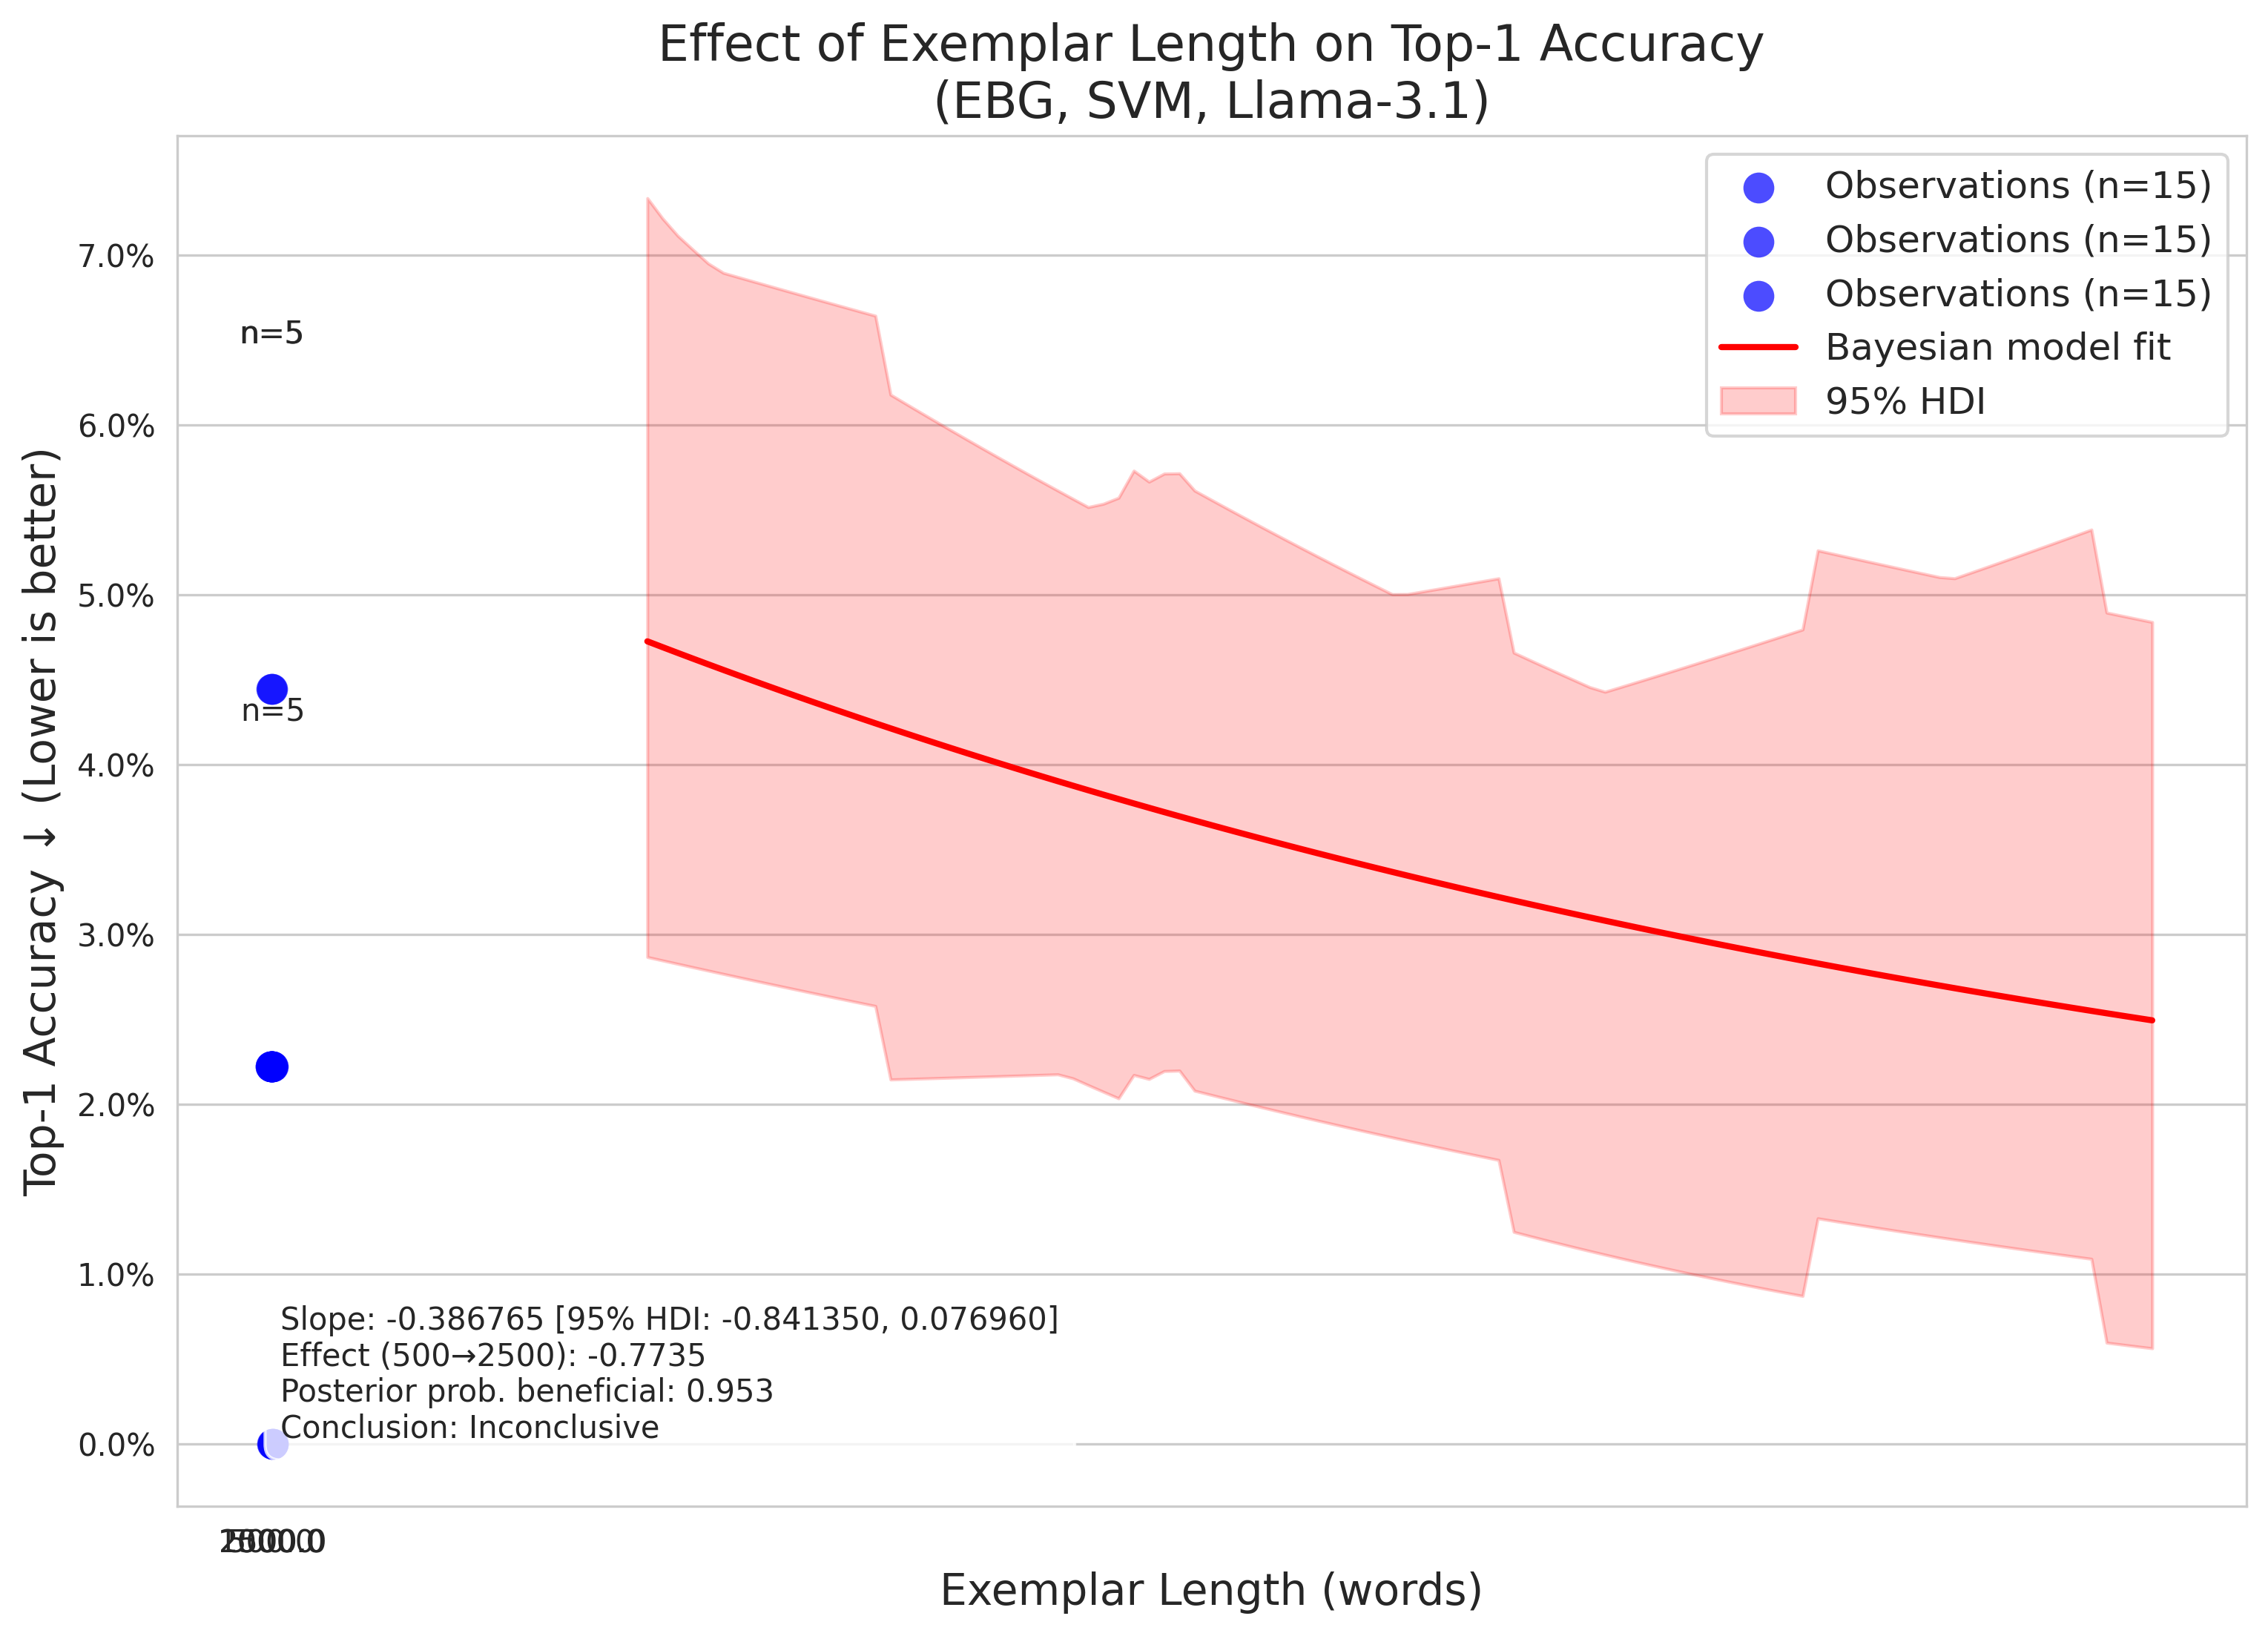 Effect of Exemplar Length on Top-1 Accuracy
(EBG, SVM, Llama-3.1)
Top-1 Accuracy ↓ (Lower is better)
7.0%
6.0%
5.0%
4.0%
3.0%
2.0%
1.0%
0.0%
n=5
n=5
Observations (n=15)
Observations (n=15)
Observations (n=15)
Bayesian model fit
95% HDI
Slope: -0.386765 [95% HDI: -0.841350, 0.076960]
Effect (500→2500): -0.7735
Posterior prob. beneficial: 0.953
Conclusion: Inconclusive
Exemplar Length (words)